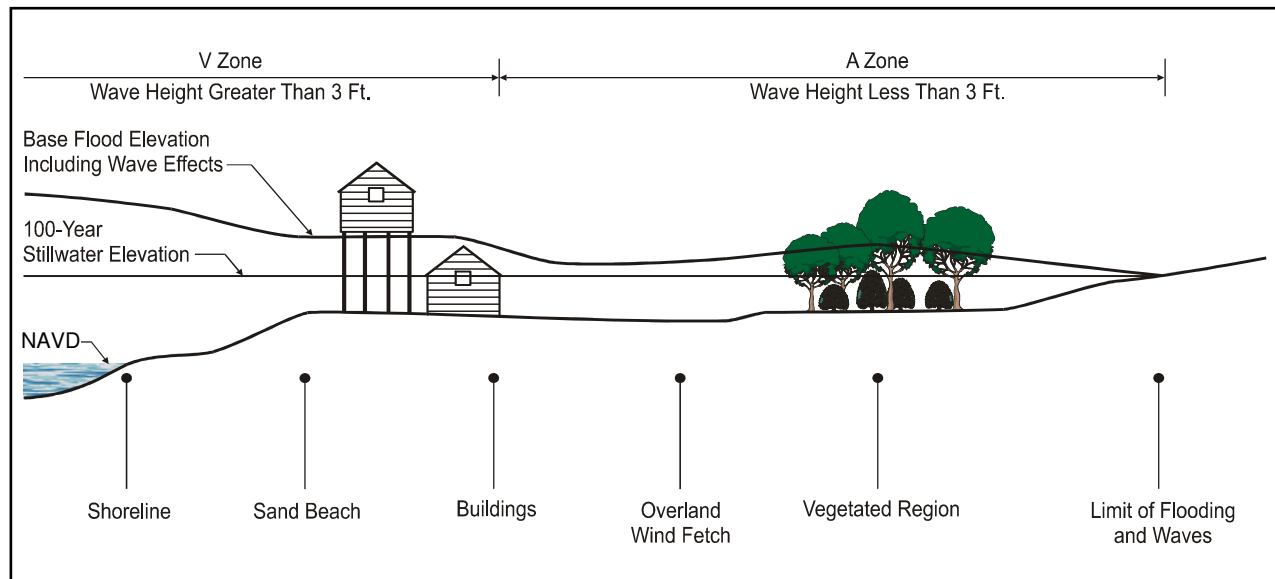 V Zone
Wave Height Greater Than 3 Ft.
A Zone
Wave Height Less Than 3 Ft.
Base Flood Elevation
Including Wave Effects
100-Year
Stillwater Elevation
NAVD
Shoreline
Sand Beach
Buildings
Overland
Wind Fetch
Vegetated Region
Limit of Flooding
and Waves